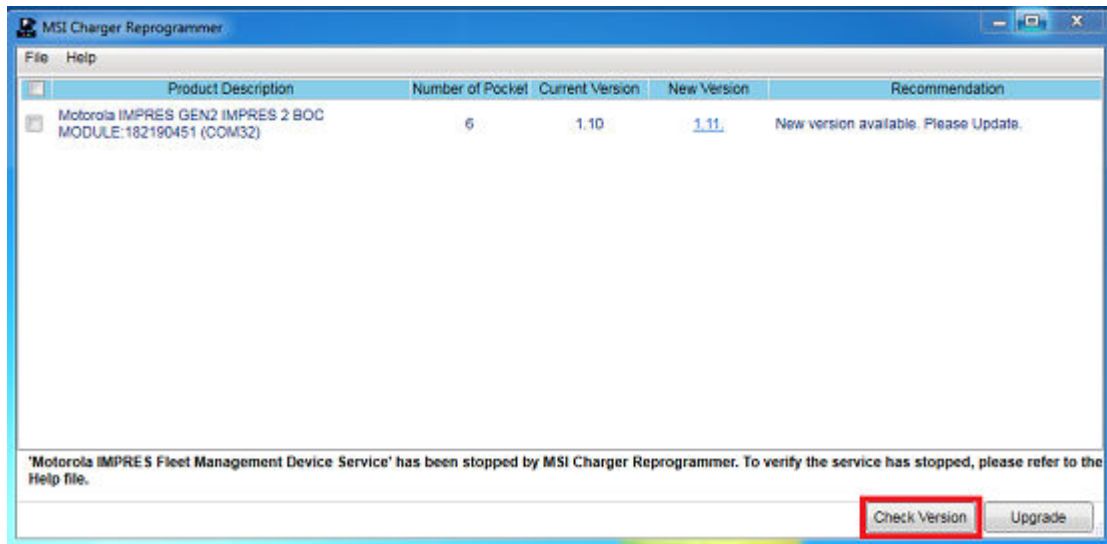 MSI Charger Reprogrammer
File Help
Product Description Number of Pocket Current Version New Version Recommendation
Motorola IMPRES GEN2 IMPRES 2 BOC
MODULE:182190451 (COM32) 6 1.10 1.11. New version available. Please Update.
'Motorola IMPRES Fleet Management Device Service' has been stopped by MSI Charger Reprogrammer. To verify the service has stopped, please refer to the
Help file.
Check Version Upgrade